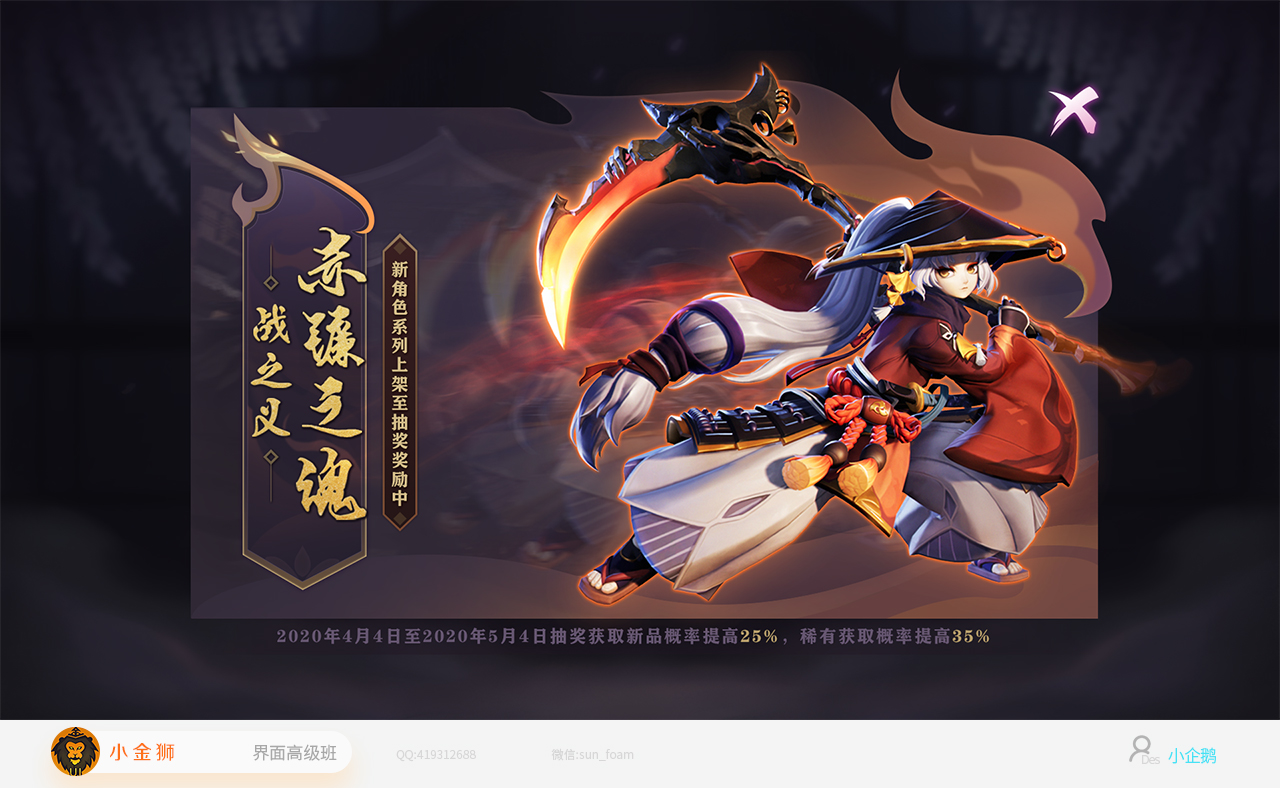 赤镰之魂
战之义
新角色系列上架至抽奖奖励中
2020年4月4日至2020年5月4日抽奖获取新品概率提高25%，稀有获取概率提高35%
小金狮
界面高级班
QQ:419312688
微信:sun_foam
Des
小企鹅